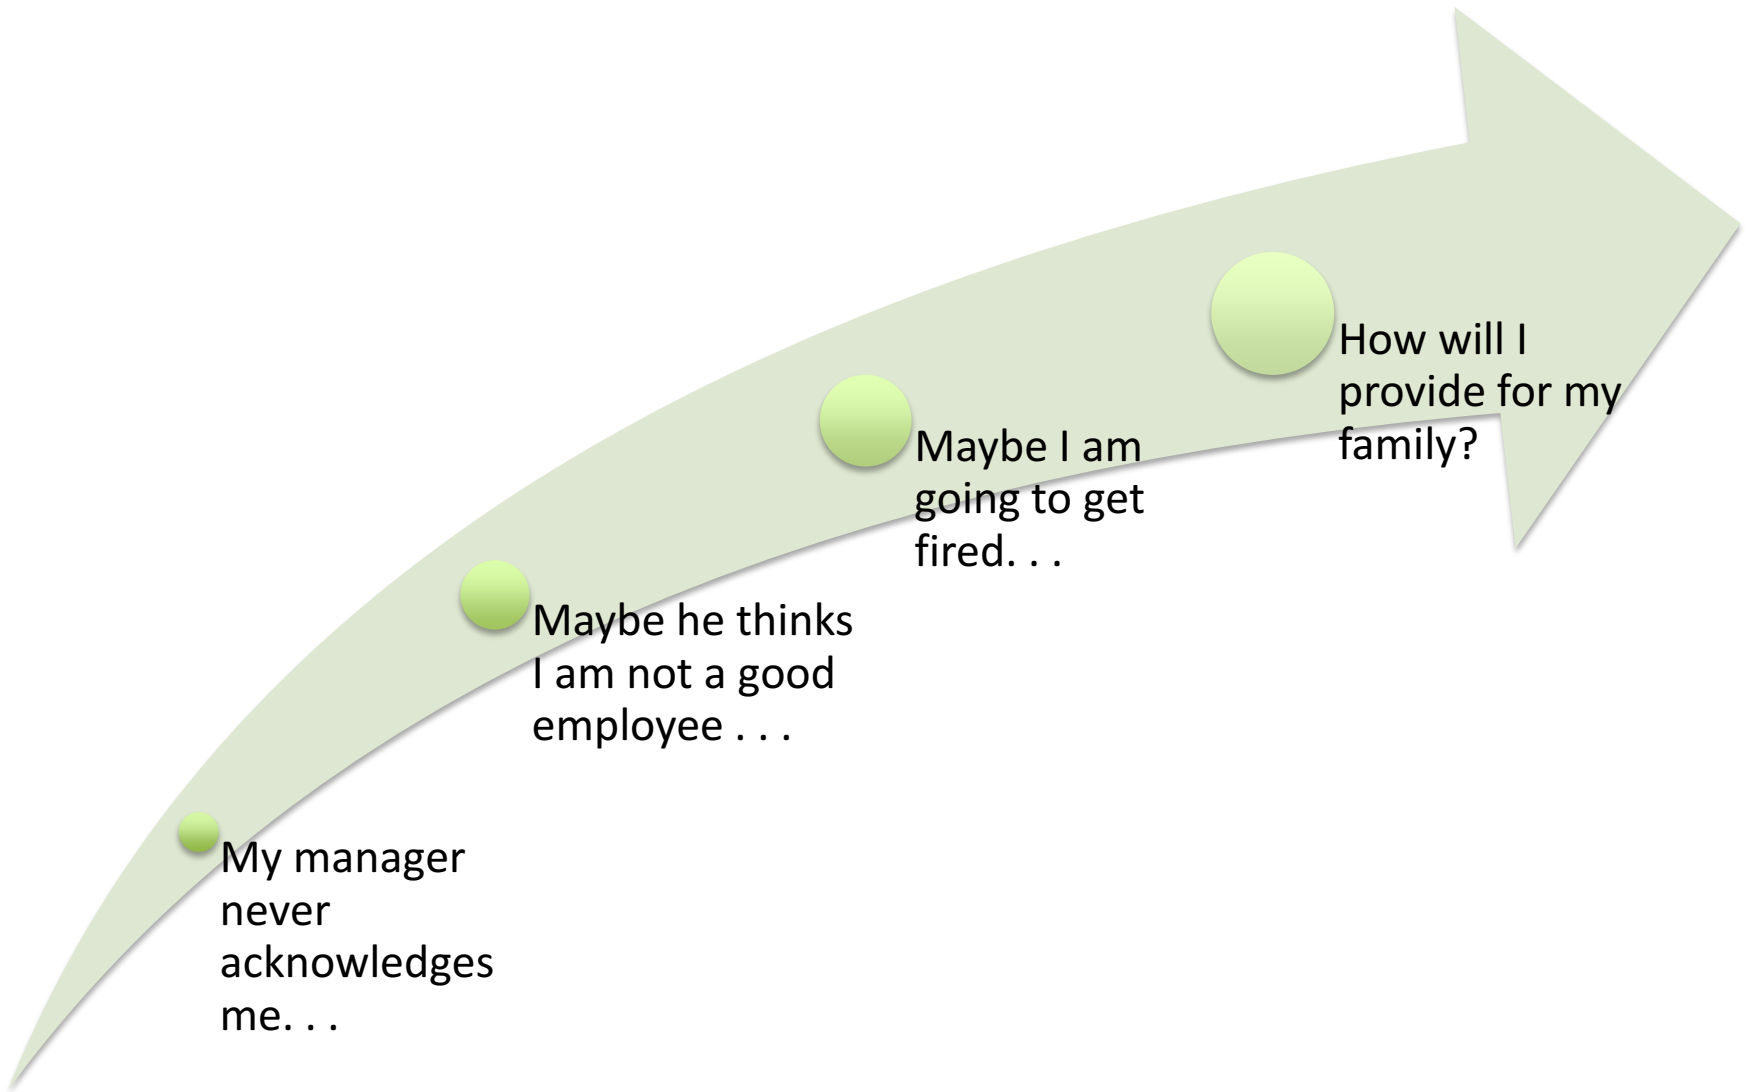 My manager
never
acknowledges
me. . .
Maybe he thinks
I am not a good
employee . . .
Maybe I am
going to get
fired. . .
How will I
provide for my
family?